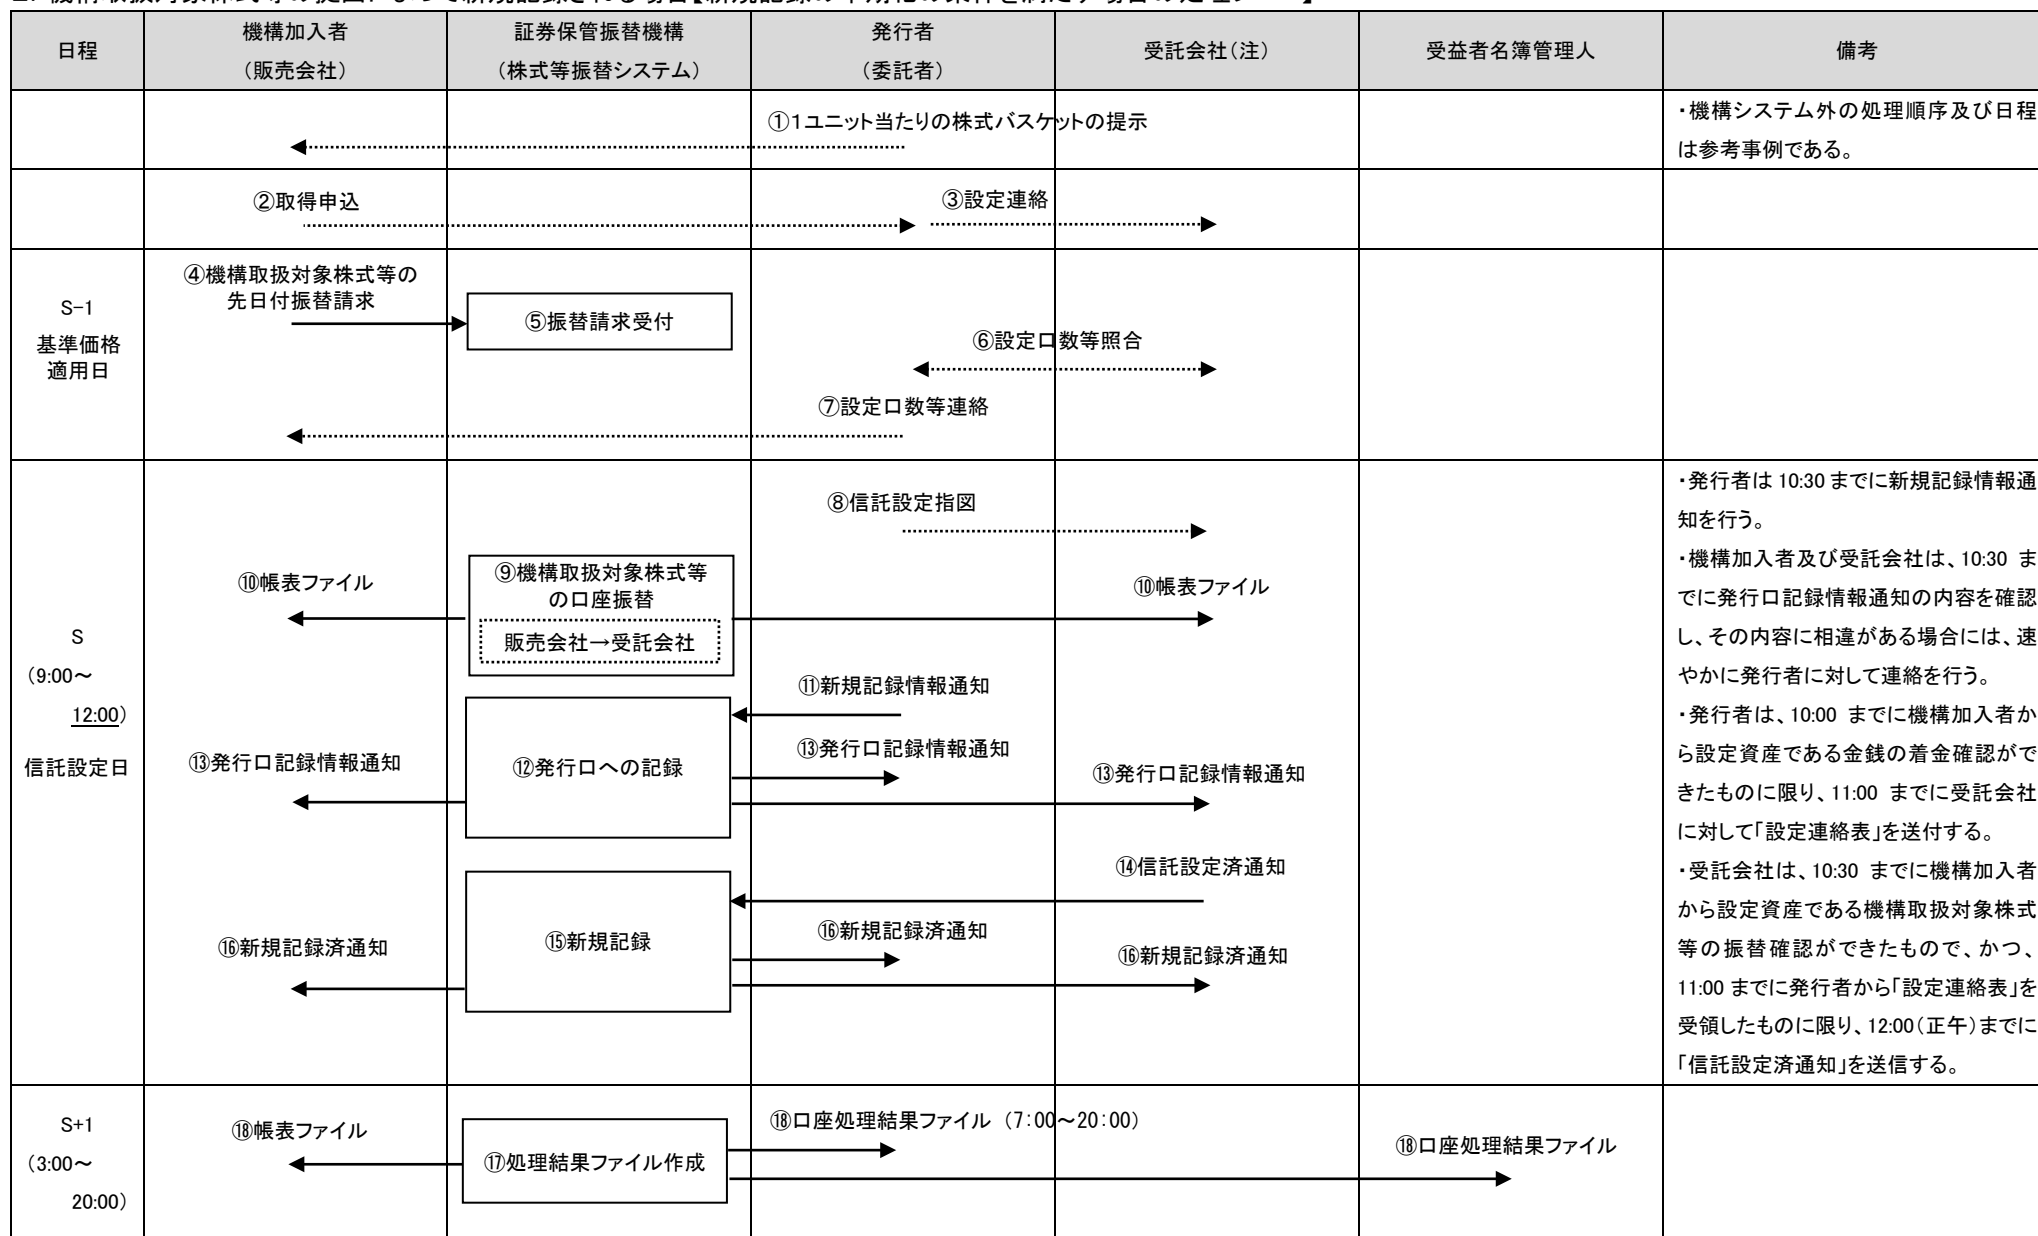 日程
機構加入者
（販売会社）
証券保管振替機構
（株式等振替システム）
発行者
（委託者）
受託会社（注）
受益者名簿管理人
備考
①１ユニット当たりの株式バスケットの提示
・機構システム外の処理順序及び日程
は参考事例である。
②取得申込
③設定連絡
S−1
基準価格
適用日
④機構取扱対象株式等の
先日付振替請求
⑤振替請求受付
⑥設定口数等照合
⑦設定口数等連絡
S
（9:00～
12:00）
信託設定日
⑧信託設定指図
⑨機構取扱対象株式等
の口座振替
販売会社→受託会社
⑩帳表ファイル
⑩帳表ファイル
⑪新規記録情報通知
⑫発行口への記録
⑬発行口記録情報通知
⑬発行口記録情報通知
⑬発行口記録情報通知
⑭信託設定済通知
⑮新規記録
⑯新規記録済通知
⑯新規記録済通知
⑯新規記録済通知
・発行者は 10:30 までに新規記録情報通
知を行う。
・機構加入者及び受託会社は、10:30 ま
でに発行口記録情報通知の内容を確認
し、その内容に相違がある場合には、速
やかに発行者に対して連絡を行う。
・発行者は、10:00 までに機構加入者か
ら設定資産である金銭の着金確認がで
きたものに限り、11:00 までに受託会社
に対して「設定連絡表」を送付する。
・受託会社は、10:30 までに機構加入者
から設定資産である機構取扱対象株式
等の振替確認ができたもので、かつ、
11:00 までに発行者から「設定連絡表」を
受領したものに限り、12:00（正午）までに
「信託設定済通知」を送信する。
S+1
（3:00～
20:00）
⑱帳表ファイル
⑰処理結果ファイル作成
⑱口座処理結果ファイル（7:00～20:00）
⑱口座処理結果ファイル